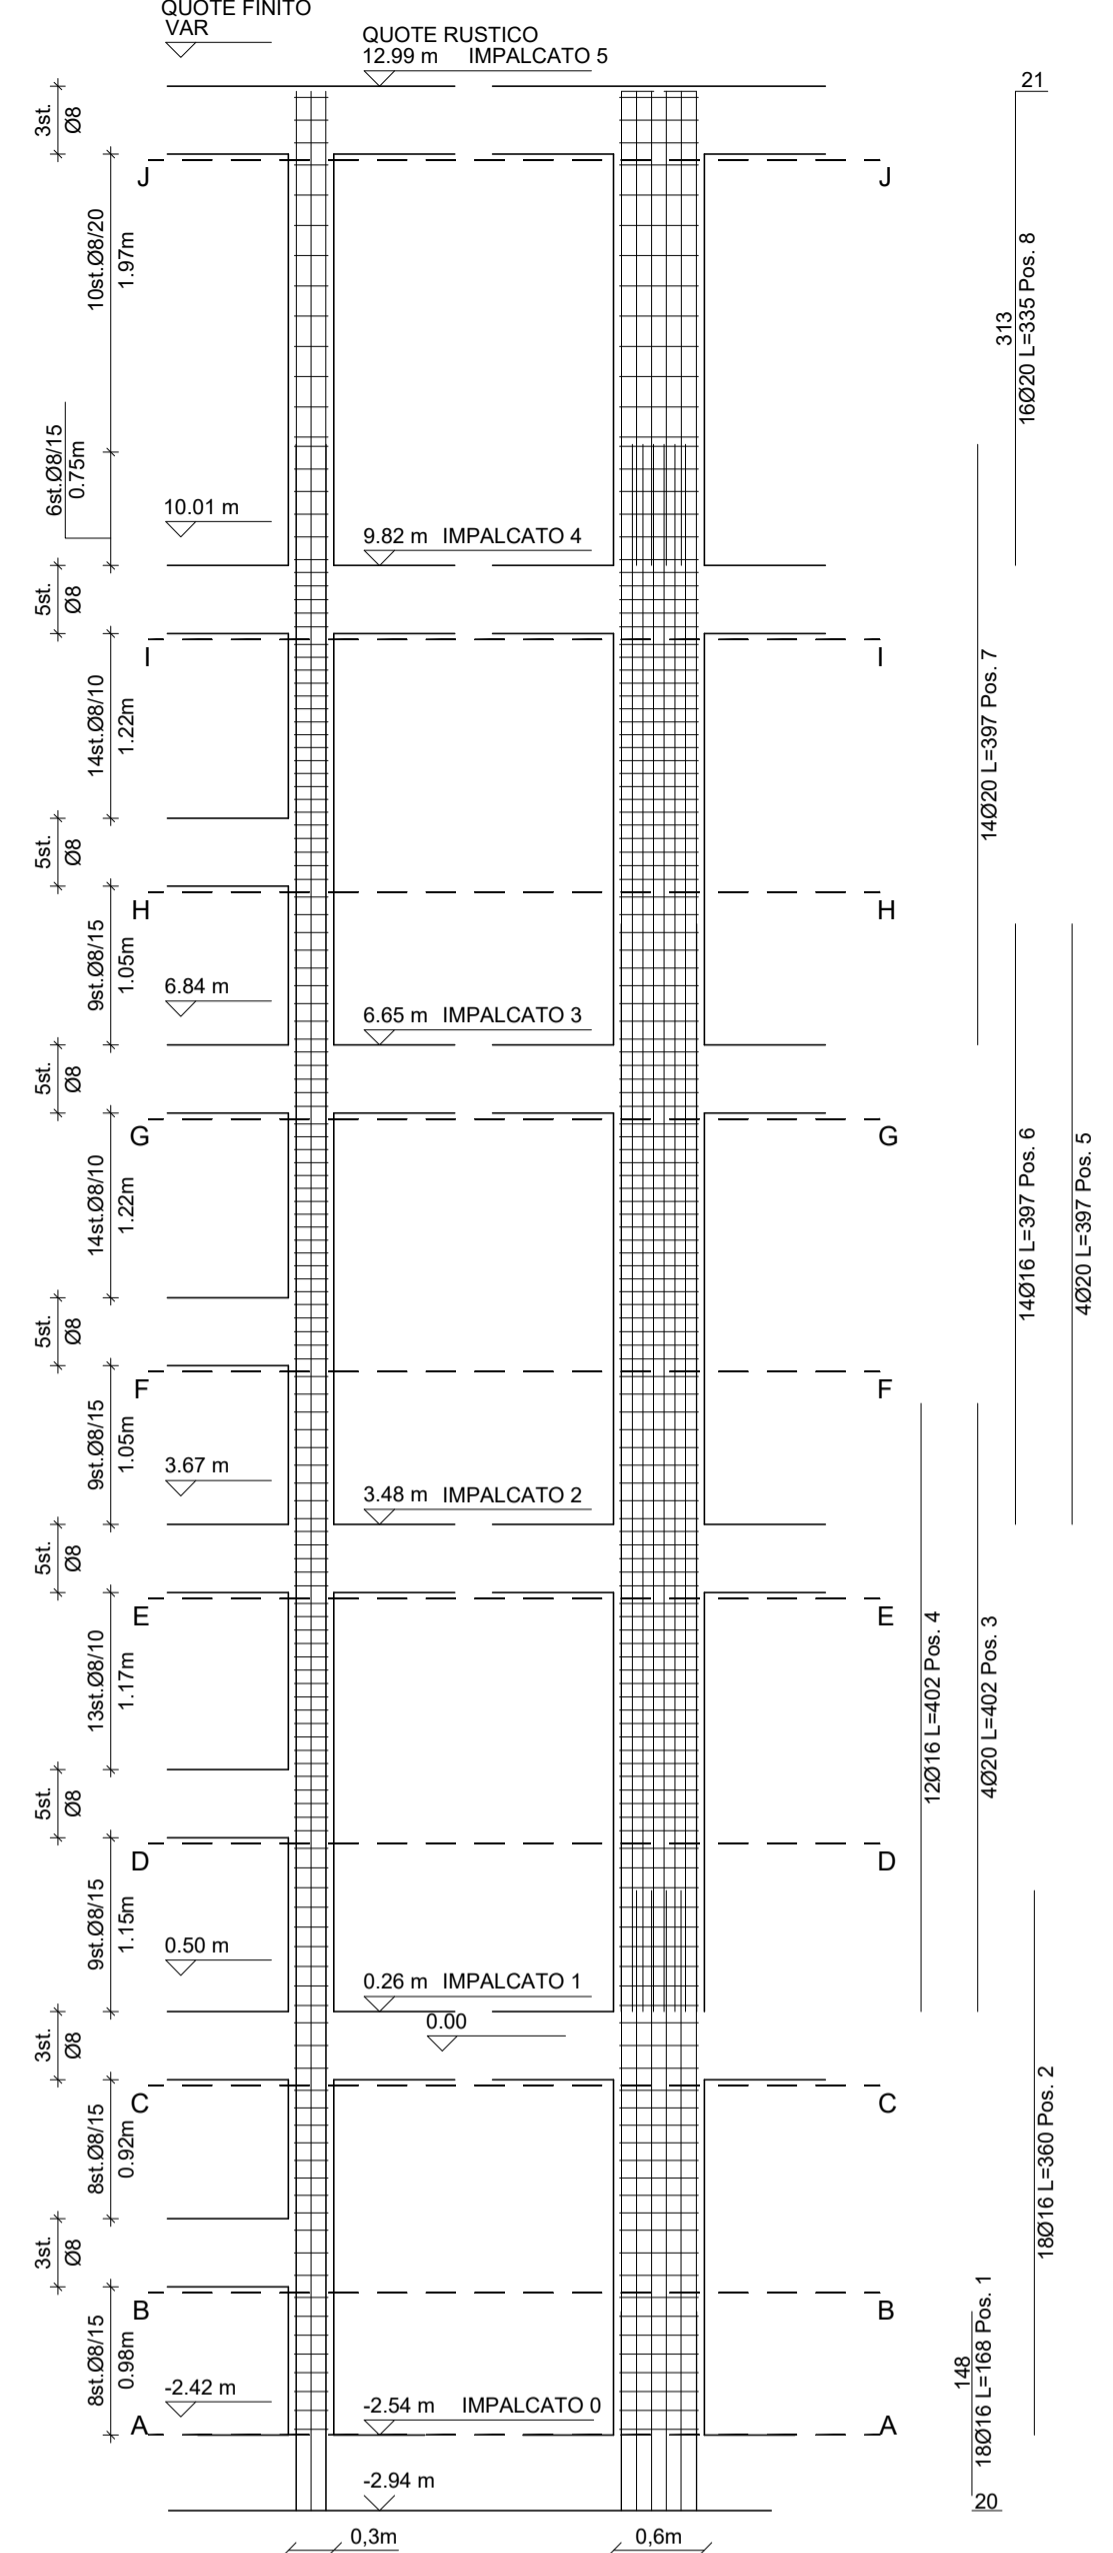 QUOTE FINITO
VAR
QUOTE RUSTICO
12.99 m IMPALCATO 5
21
3st.
Ø8
J
J
10st.Ø8/20
1.97m
313
16Ø20 L=335 Pos. 8
6st.Ø8/15
0.75m
10.01 m
9.82 m IMPALCATO 4
5st.
Ø8
I
I
14st.Ø8/10
1.22m
14Ø20 L=397 Pos. 7
5st.
Ø8
H
H
9st.Ø8/15
1.05m
6.84 m
6.65 m IMPALCATO 3
5st.
Ø8
G
G
14st.Ø8/10
1.22m
14Ø16 L=397 Pos. 6
4Ø20 L=397 Pos. 5
5st.
Ø8
F
F
9st.Ø8/15
1.05m
3.67 m
3.48 m IMPALCATO 2
5st.
Ø8
E
E
13st.Ø8/10
1.17m
12Ø16 L=402 Pos. 4
4Ø20 L=402 Pos. 3
5st.
Ø8
D
D
9st.Ø8/15
1.15m
0.50 m
0.26 m IMPALCATO 1
0.00
3st.
Ø8
C
C
8st.Ø8/15
0.92m
18Ø16 L=360 Pos. 2
3st.
Ø8
B
B
8st.Ø8/15
0.98m
-2.42 m
-2.54 m IMPALCATO 0
148
18Ø16 L=168 Pos. 1
A
A
-2.94 m
20
0,3m
0,6m